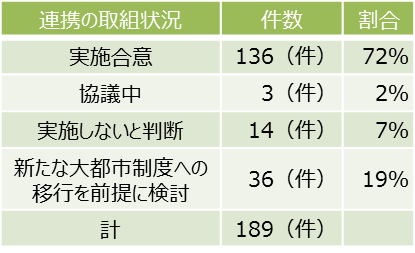 連携の取組状況 件数 割合
実施合意 136（件） 72%
協議中 3（件） 2%
実施しないと判断 14（件） 7%
新たな大都市制度への
移行を前提に検討 36（件） 19%
計 189（件）